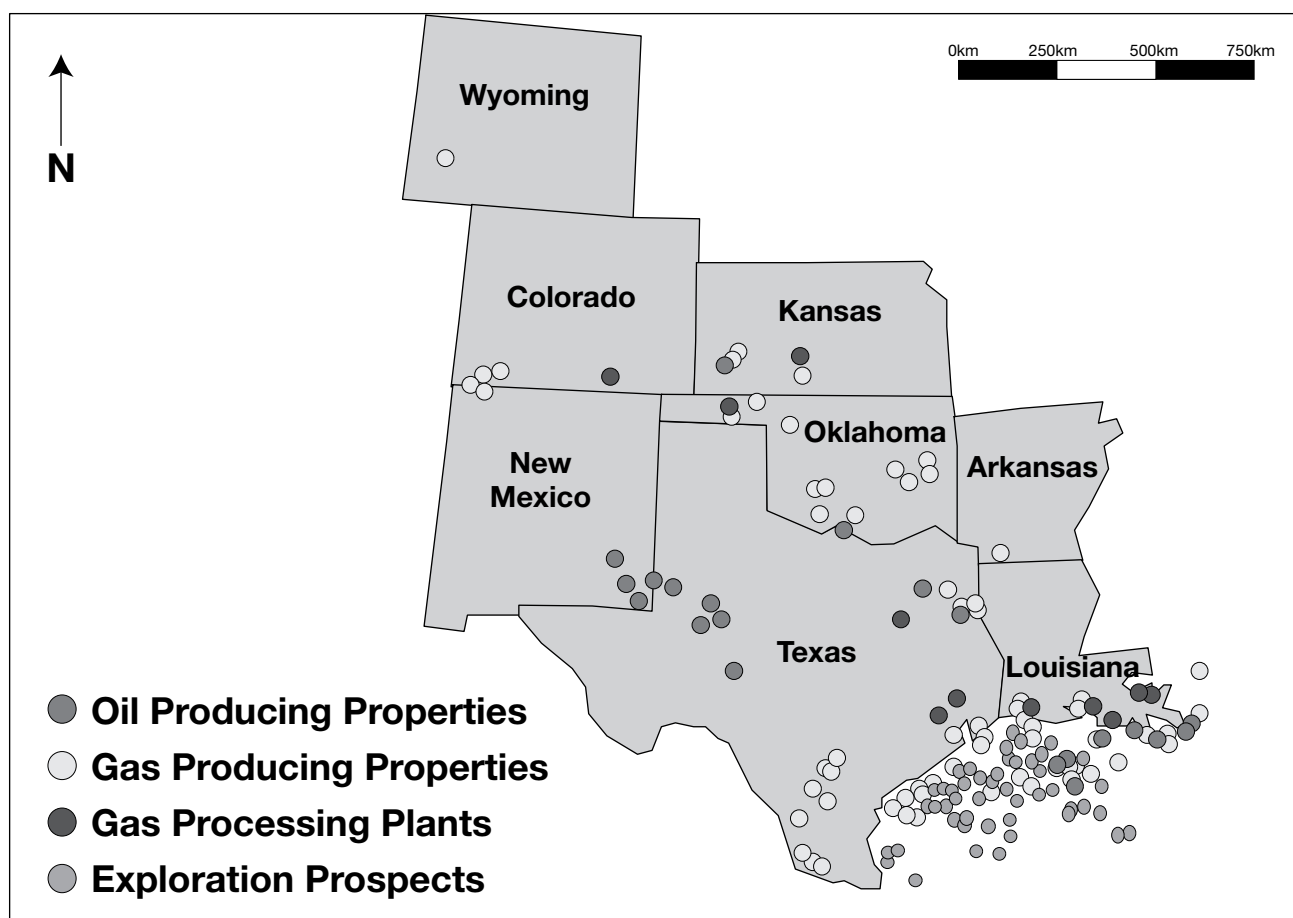 0km 250km 500km 750km
N
Wyoming
Colorado
Kansas
Oklahoma
New
Mexico
Arkansas
Texas
Louisiana
Oil Producing Properties
Gas Producing Properties
Gas Processing Plants
Exploration Prospects